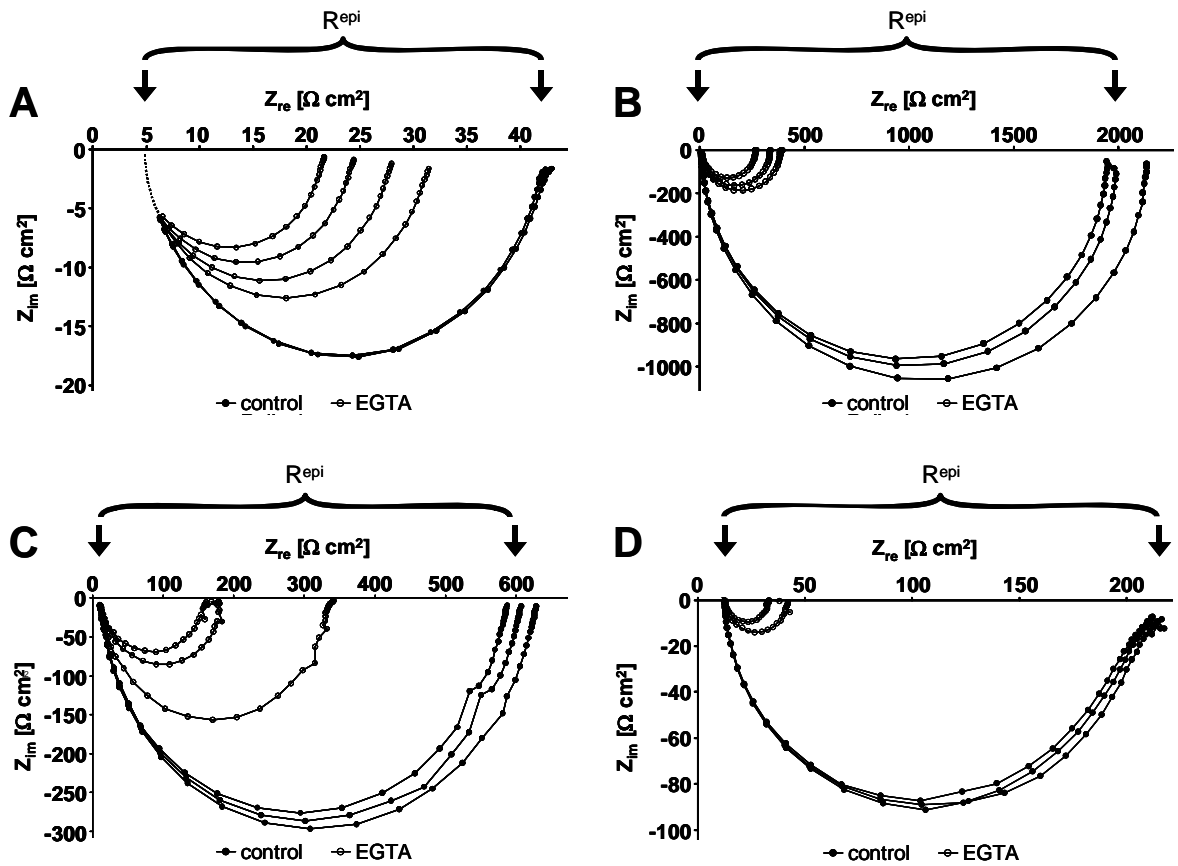 R^epi
A
Z_re [Ω cm²]
0 5 10 15 20 25 30 35 40
0
-5
-10
-15
-20
Z_Im [Ω cm²]
control EGTA
R^epi
B
Z_re [Ω cm²]
0 500 1000 1500 2000
0
-200
-400
-600
-800
-1000
Z_Im [Ω cm²]
control EGTA
R^epi
C
Z_re [Ω cm²]
0 100 200 300 400 500 600
0
-50
-100
-150
-200
-250
-300
Z_Im [Ω cm²]
control EGTA
R^epi
D
Z_re [Ω cm²]
0 50 100 150 200
0
-20
-40
-60
-80
-100
Z_Im [Ω cm²]
control EGTA